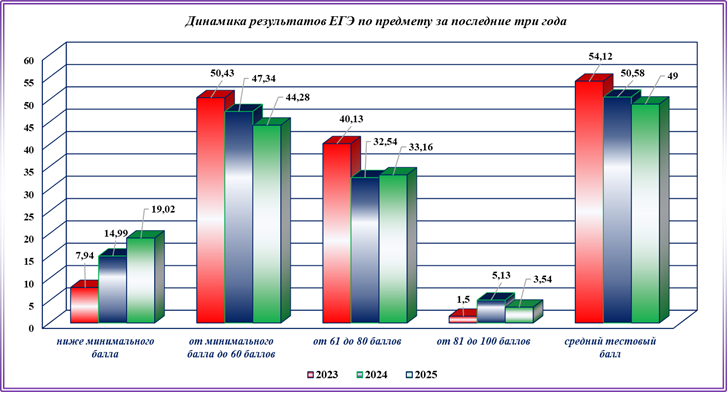 Динамика результатов ЕГЭ по предмету за последние три года
60
55
50
45
40
35
30
25
20
15
10
5
0
7,94
14,99
19,02
50,43
47,34
44,28
40,13
32,54
33,16
1,5
5,13
3,54
54,12
50,58
49
ниже минимального
балла
от минимального
балла до 60 баллов
от 61 до 80 баллов
от 81 до 100 баллов
средний тестовый
балл
2023 2024 2025